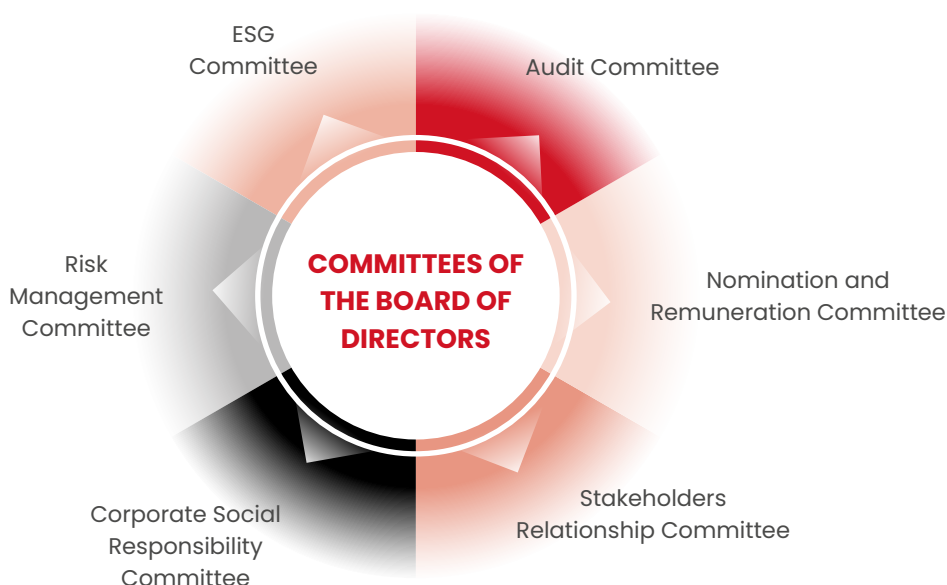 COMMITTEES OF
THE BOARD OF
DIRECTORS
Audit Committee
Nomination and
Remuneration Committee
Stakeholders
Relationship Committee
Corporate Social
Responsibility
Committee
Risk
Management
Committee
ESG
Committee